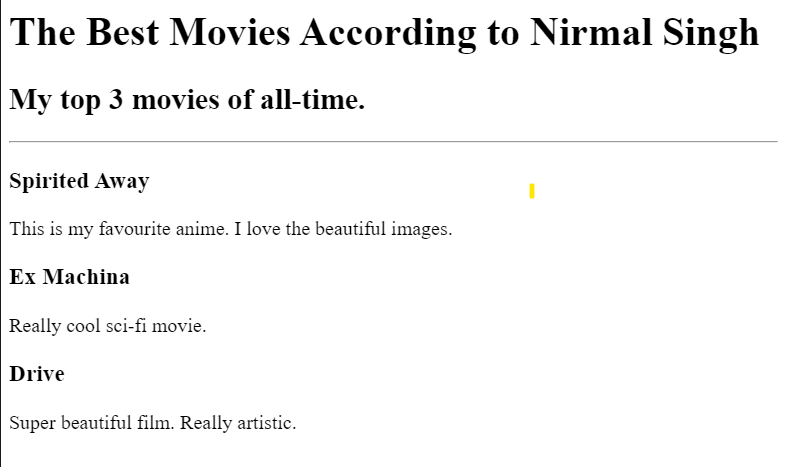 The Best Movies According to Nirmal Singh
My top 3 movies of all-time.
Spirited Away
This is my favourite anime. I love the beautiful images.
Ex Machina
Really cool sci-fi movie.
Drive
Super beautiful film. Really artistic.